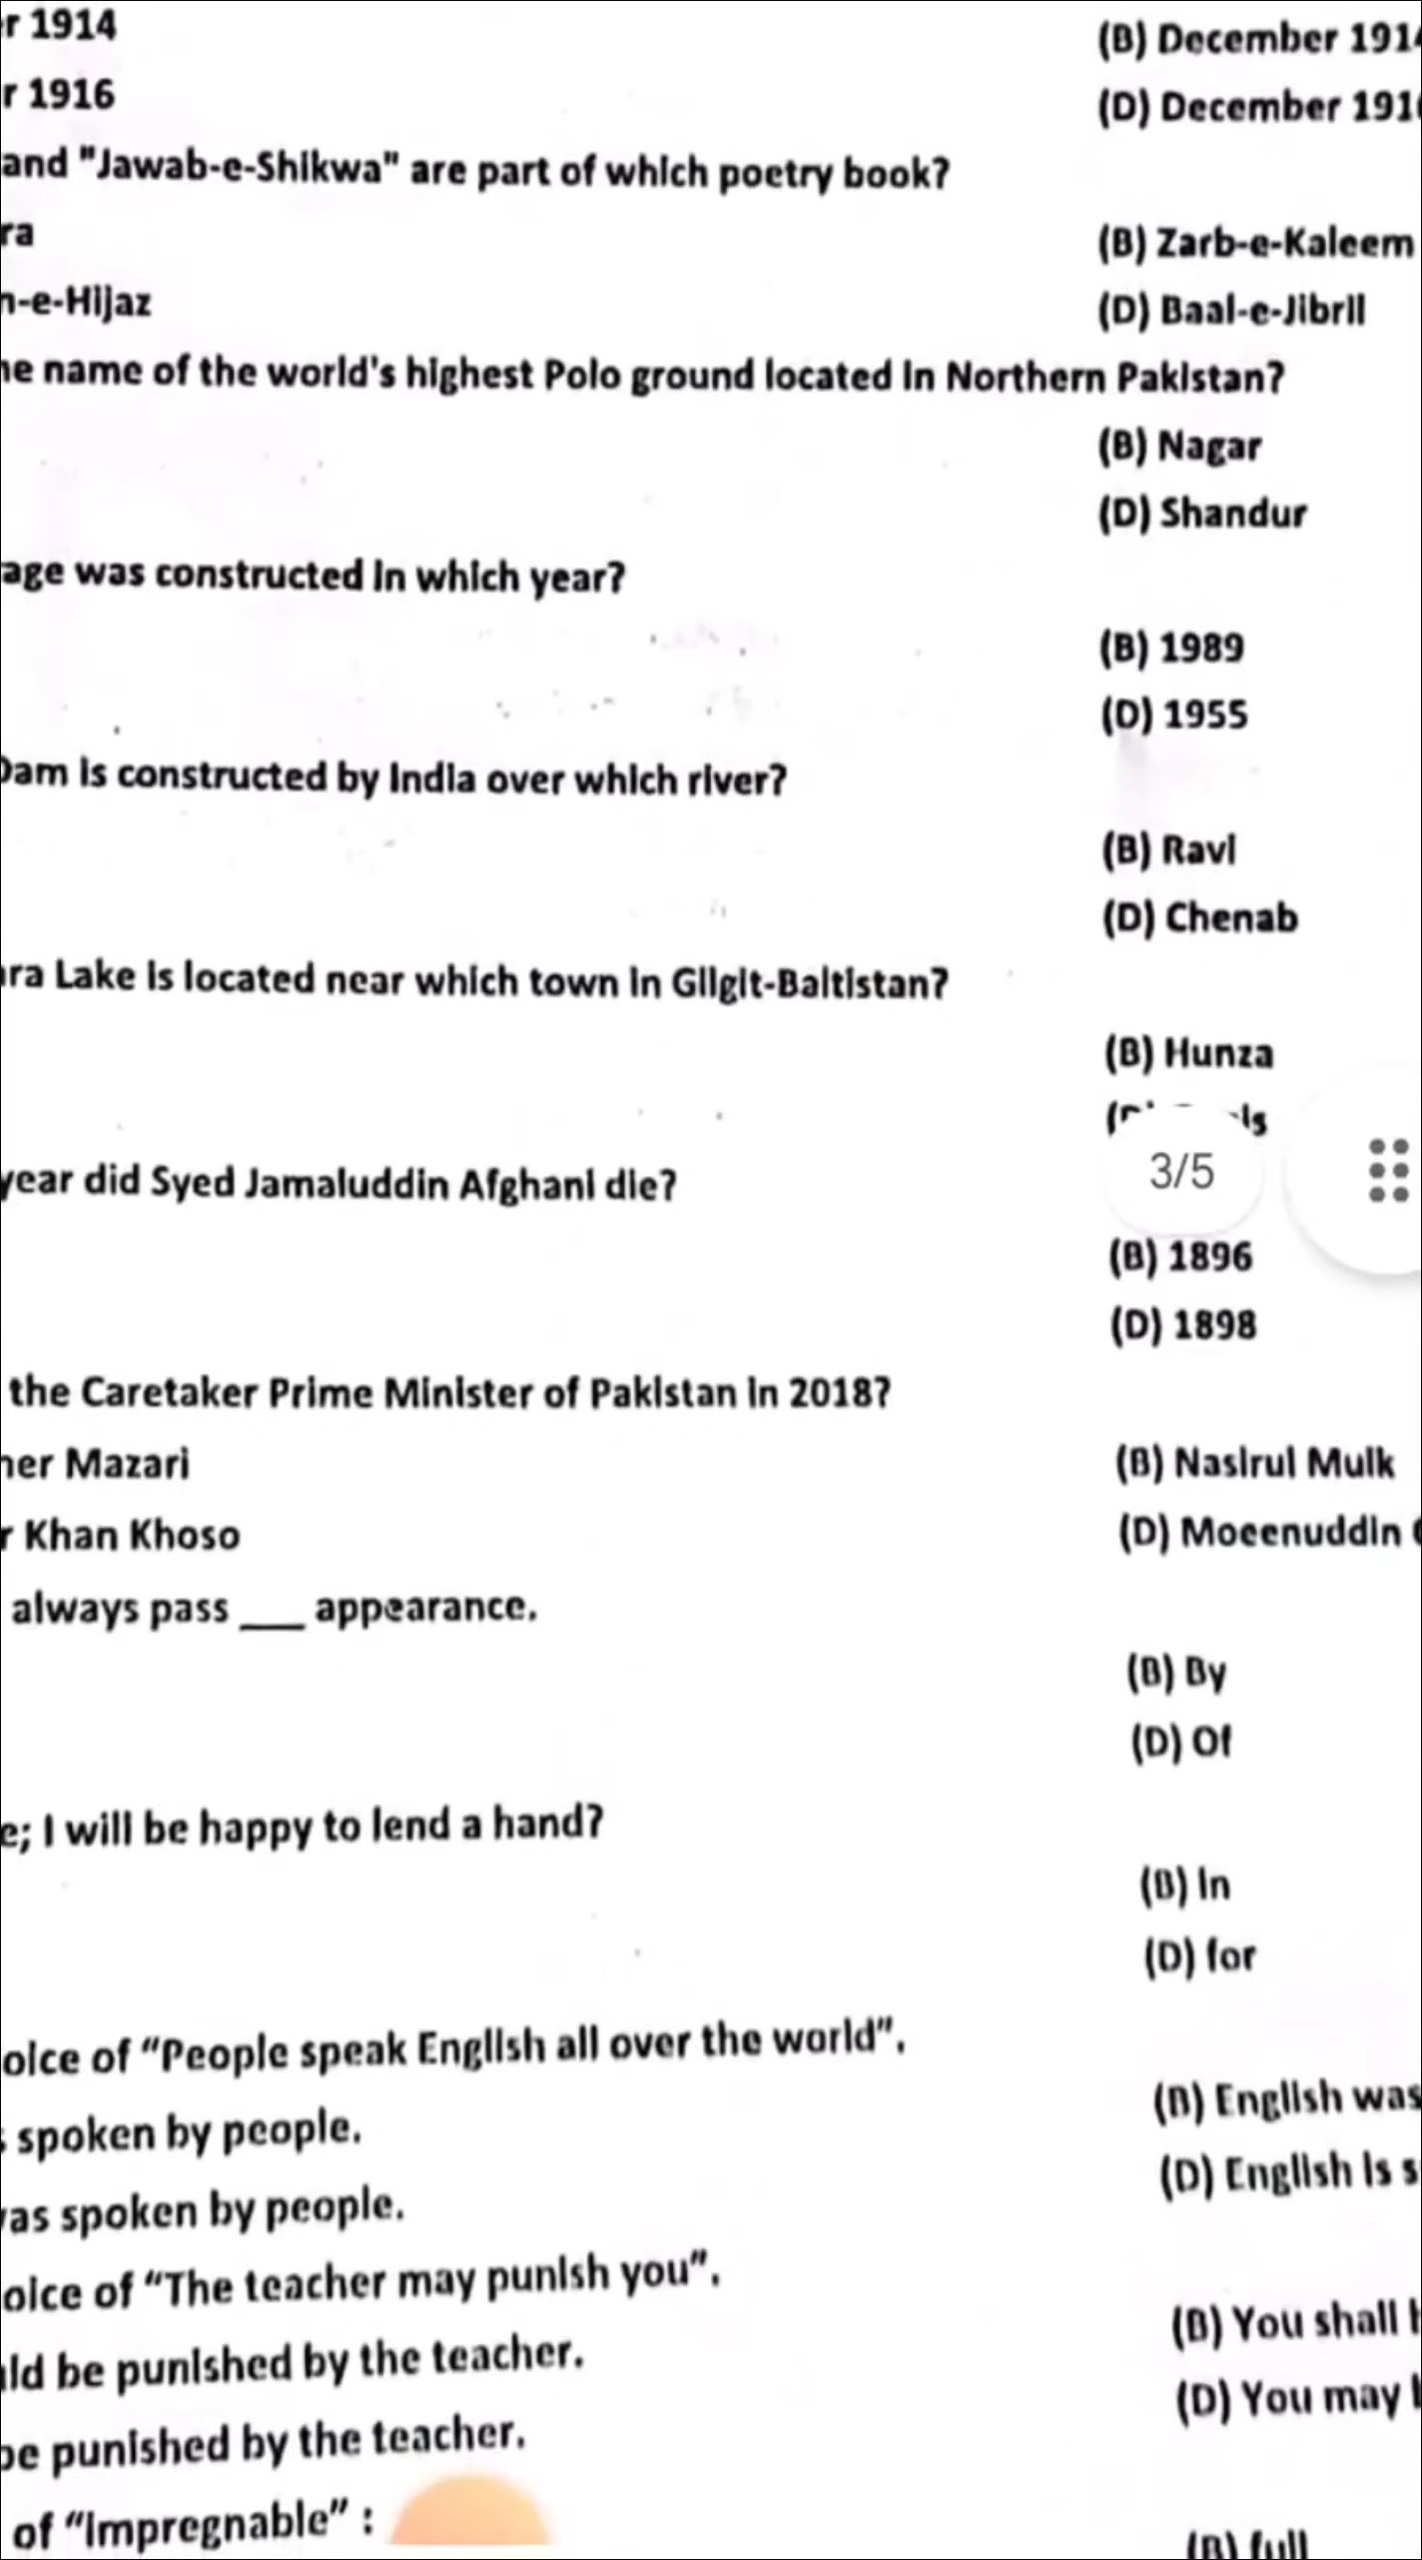 r 1914 (B) December 191
r 1916 (D) December 191
and "Jawab-e-Shikwa" are part of which poetry book?
ra (B) Zarb-e-Kaleem
n-e-Hijaz (D) Baal-e-Jibril
he name of the world's highest Polo ground located in Northern Pakistan?
(B) Nagar
(D) Shandur
age was constructed in which year?
(B) 1989
(D) 1955
Dam is constructed by India over which river?
(B) Ravi
(D) Chenab
ra Lake is located near which town in Gilgit-Baltistan?
(B) Hunza
3/5
year did Syed Jamaluddin Afghani die?
(B) 1896
(D) 1898
the Caretaker Prime Minister of Pakistan in 2018?
her Mazari (B) Nasirul Mulk
r Khan Khoso (D) Moeenuddin
always pass ___ appearance.
(B) By
(D) Of
e; I will be happy to lend a hand?
(B) In
(D) for
oice of “People speak English all over the world”.
s spoken by people. (B) English was
was spoken by people. (D) English is s
oice of “The teacher may punish you”.
uld be punished by the teacher. (B) You shall
be punished by the teacher. (D) You may
of “Impregnable” :
(B) full